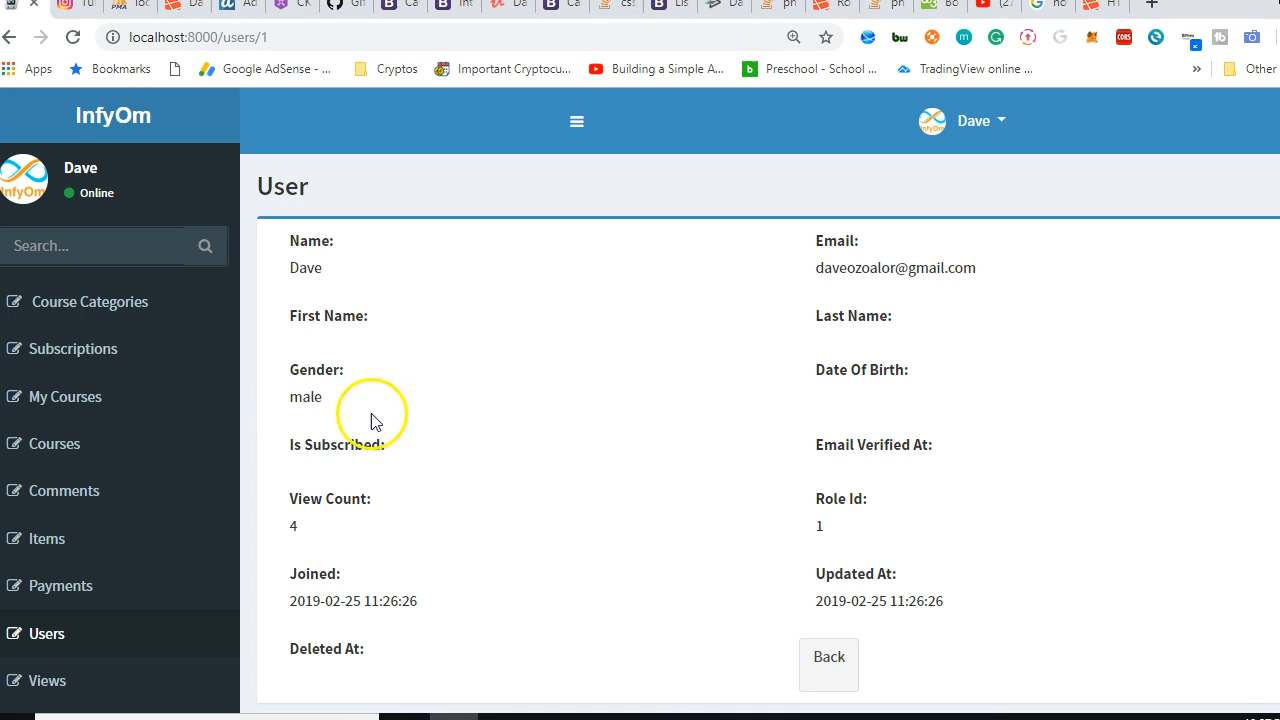 localhost:8000/users/1
Apps Bookmarks Google AdSense - ... Cryptos Important Cryptocu... Building a Simple A... Preschool - School ... TradingView online ... » Other
InfyOm
Dave
Dave
Online
Search...
Course Categories
Subscriptions
My Courses
Courses
Comments
Items
Payments
Users
Views
User
Name: Email:
Dave daveozoalor@gmail.com
First Name: Last Name:
Gender: Date Of Birth:
male
Is Subscribed: Email Verified At:
View Count: Role Id:
4 1
Joined: Updated At:
2019-02-25 11:26:26 2019-02-25 11:26:26
Deleted At:
Back